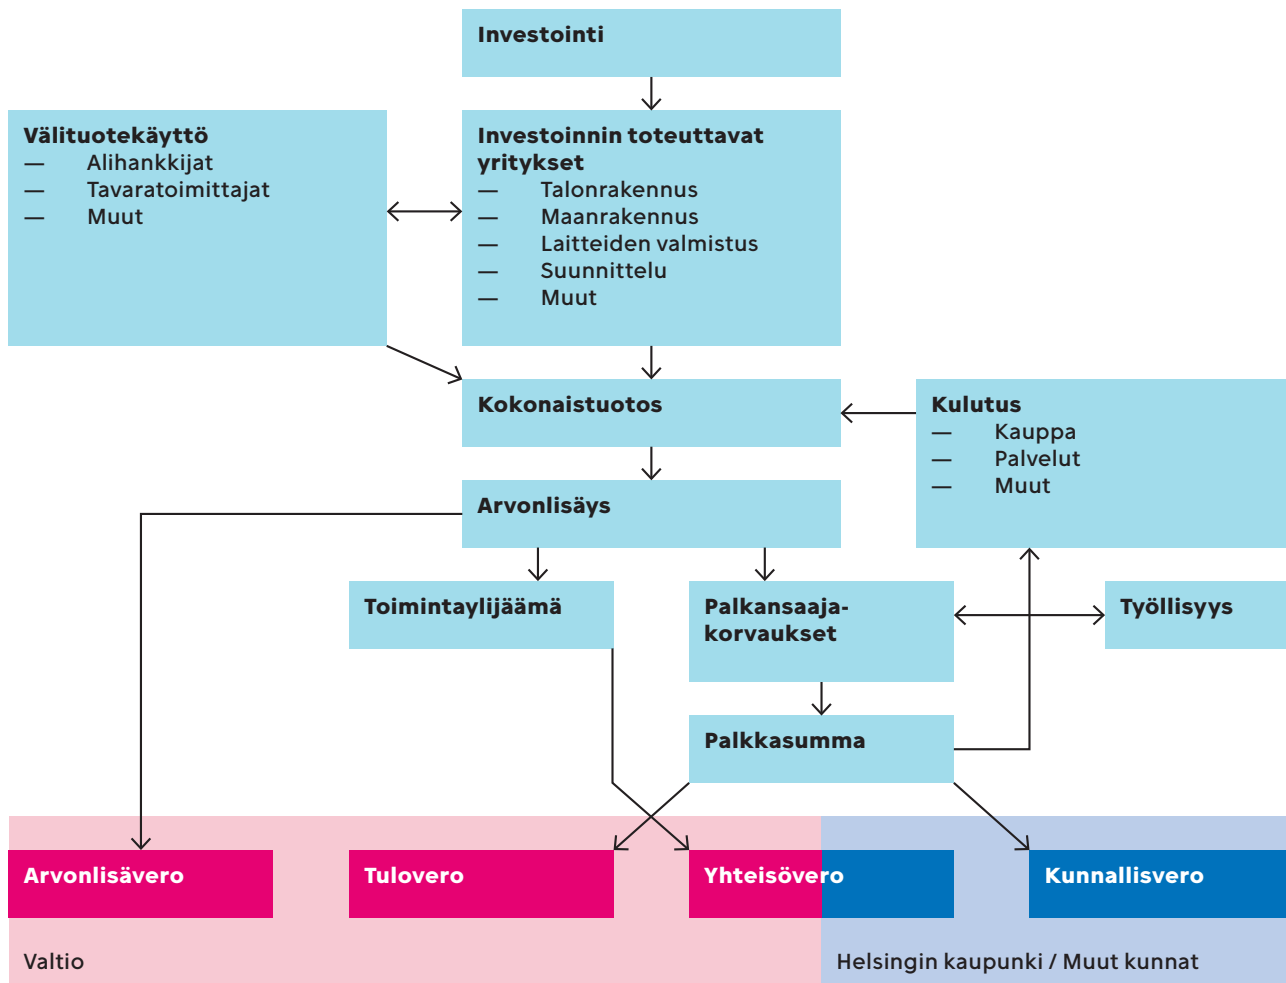 Investointi
Välituotekäyttö
— Alihankkijat
— Tavaratoimittajat
— Muut
Investoinnin toteuttavat
yritykset
— Talonrakennus
— Maanrakennus
— Laitteiden valmistus
— Suunnittelu
— Muut
Kokonaistuotos
Kulutus
— Kauppa
— Palvelut
— Muut
Arvonlisäys
Toimintaylijäämä
Palkansaaja-
korvaukset
Työllisyys
Palkkasumma
Arvonlisävero
Tulovero
Yhteisövero
Kunnallisvero
Valtio
Helsingin kaupunki / Muut kunnat